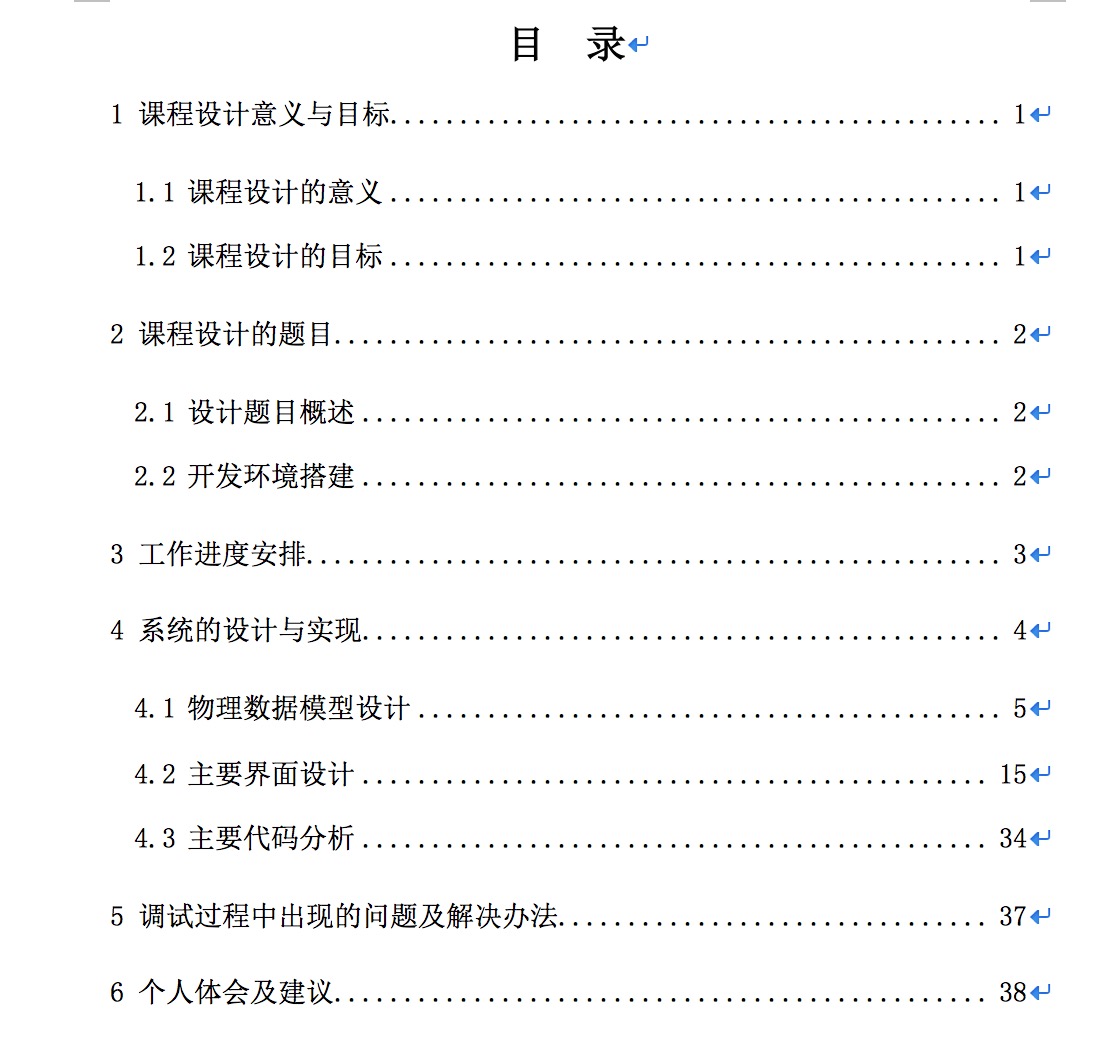 目 录
1 课程设计意义与目标............................................ 1
1.1 课程设计的意义............................................ 1
1.2 课程设计的目标............................................ 1
2 课程设计的题目................................................ 2
2.1 设计题目概述.............................................. 2
2.2 开发环境搭建.............................................. 2
3 工作进度安排.................................................. 3
4 系统的设计与实现.............................................. 4
4.1 物理数据模型设计.......................................... 5
4.2 主要界面设计............................................. 15
4.3 主要代码分析............................................. 34
5 调试过程中出现的问题及解决办法............................... 37
6 个人体会及建议............................................... 38